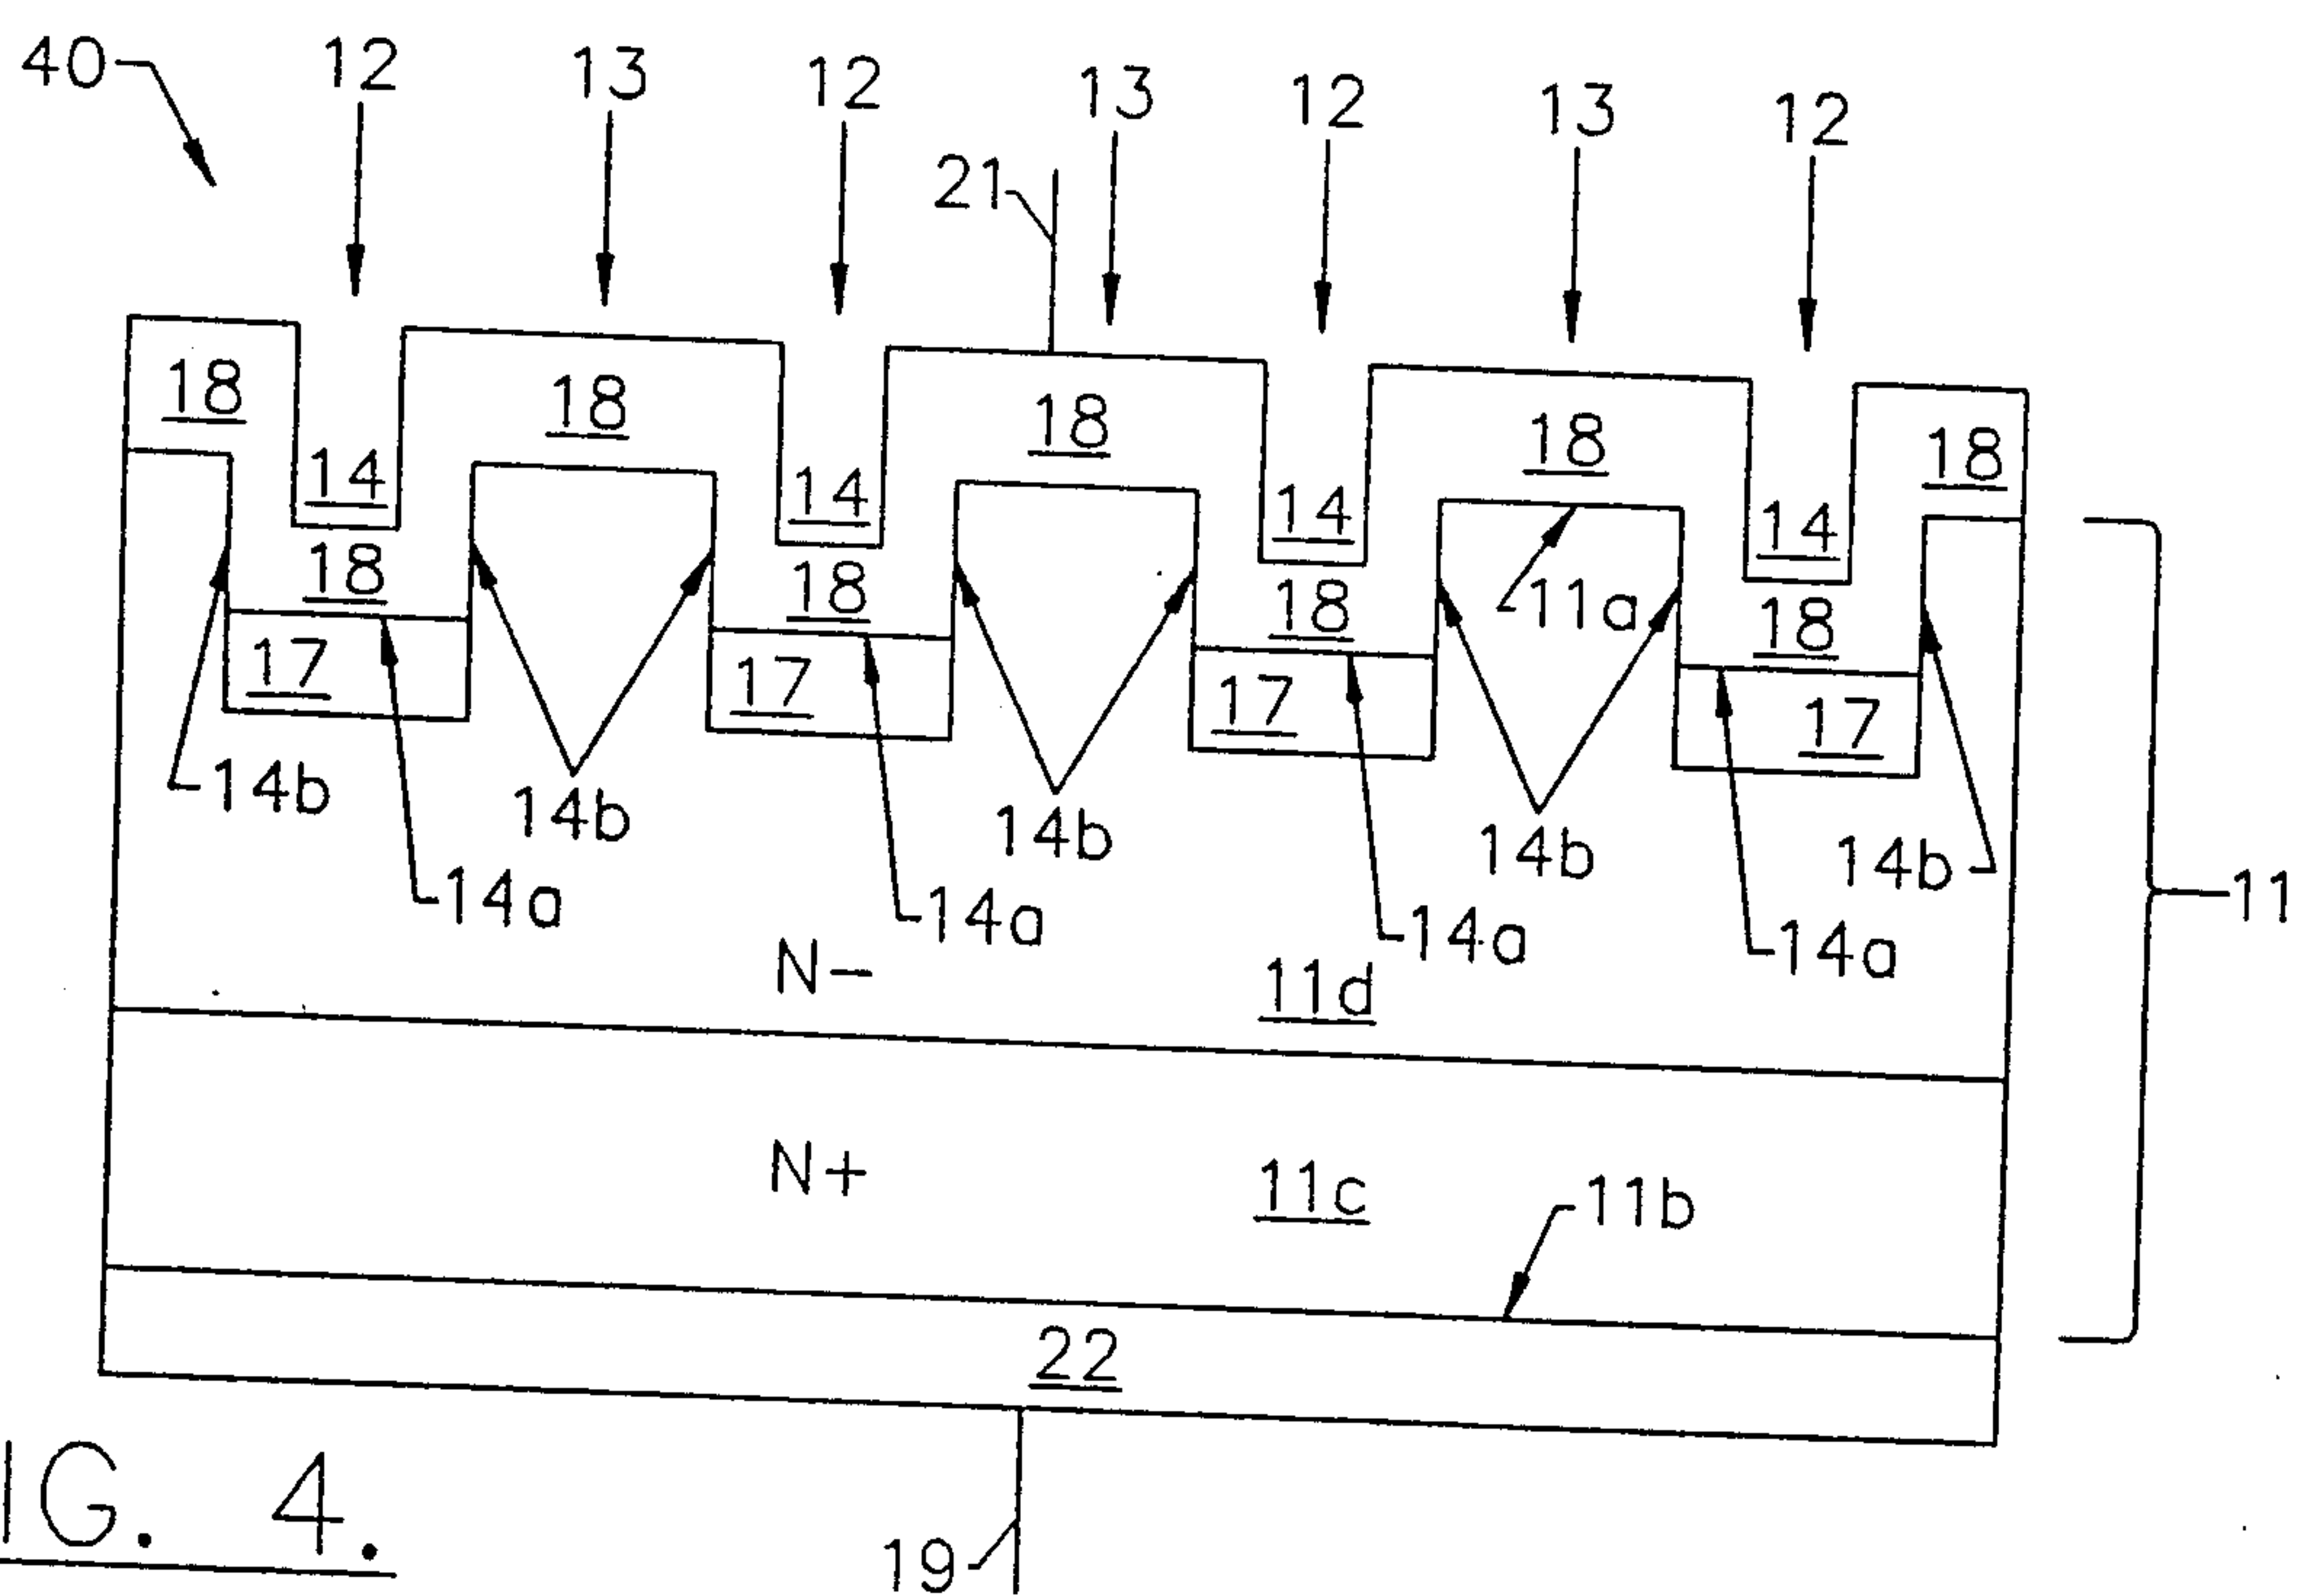 40 12 13 12 13 12 13 12
21
18 18 18 18 18
14 14 14 14
18 18 18 11a 18
17 17 17 17
14b 14b 14b 14b 14b
14a 14a 14a 14a
11
N- 11d
N+ 11c 11b
22
19
IG. 4.